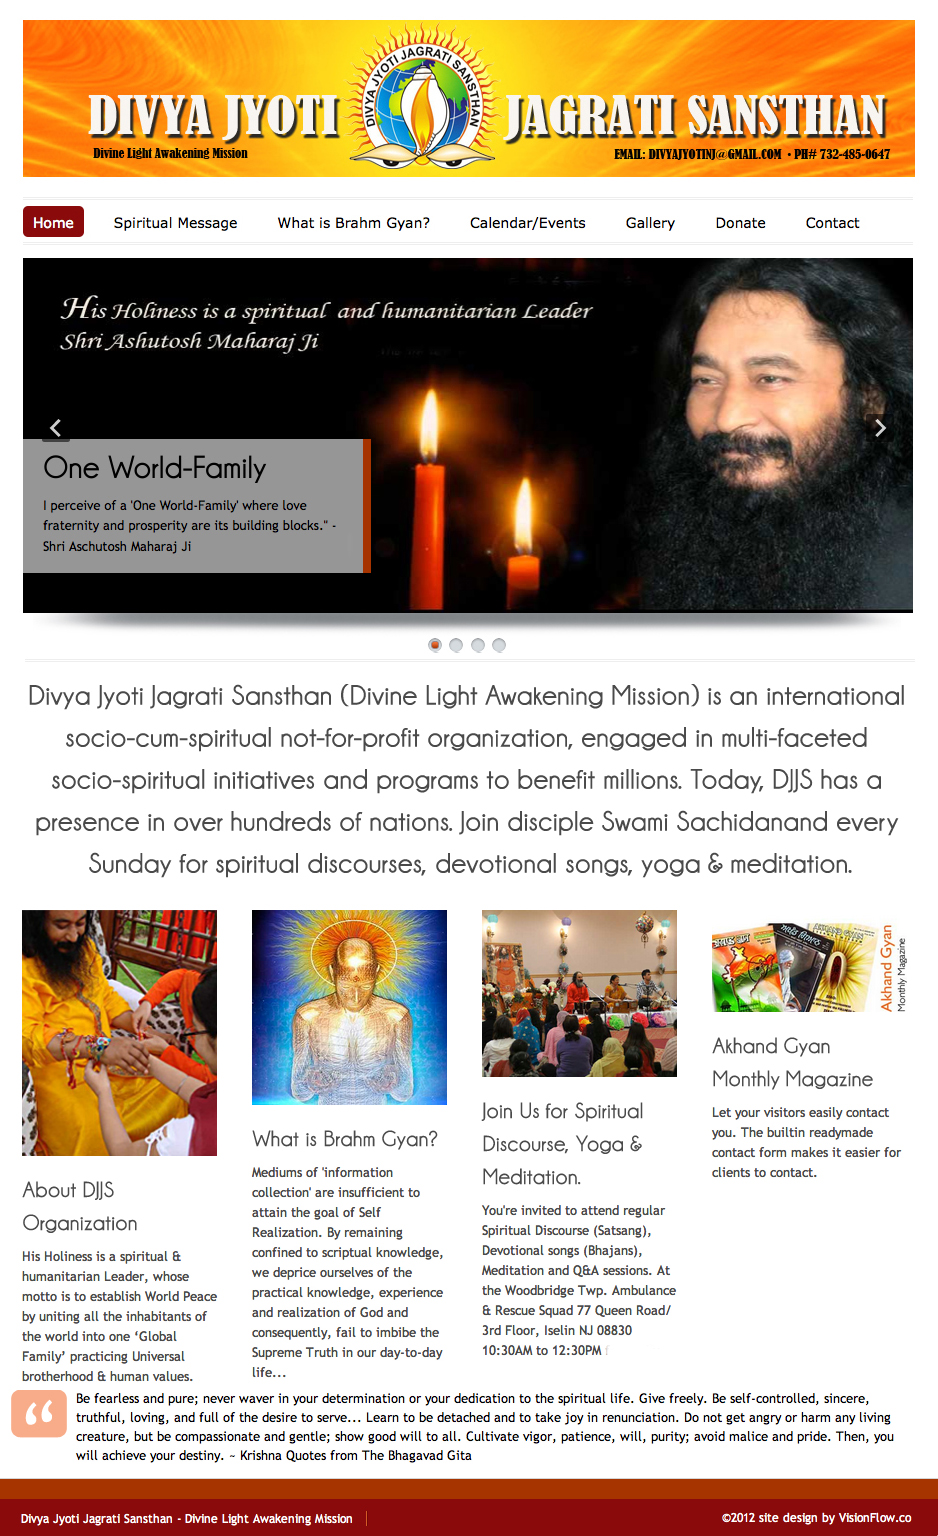 DIVYA JYOTI JAGRATI SANSTHAN
DIVYA JYOTI JAGRATI SANSTHAN
Divine Light Awakening Mission
EMAIL: DIVYAJYOTINJ@GMAIL.COM • PH# 732-485-0647
Home Spiritual Message What is Brahm Gyan? Calendar/Events Gallery Donate Contact
His Holiness is a spiritual and humanitarian Leader
Shri Ashutosh Maharaj Ji
One World-Family
I perceive of a 'One World-Family' where love
fraternity and prosperity are its building blocks." -
Shri Aschutosh Maharaj Ji
Divya Jyoti Jagrati Sansthan (Divine Light Awakening Mission) is an international
socio-cum-spiritual not-for-profit organization, engaged in multi-faceted
socio-spiritual initiatives and programs to benefit millions. Today, DJJS has a
presence in over hundreds of nations. Join disciple Swami Sachidanand every
Sunday for spiritual discourses, devotional songs, yoga & meditation.
About DJJS
Organization
His Holiness is a spiritual &
humanitarian Leader, whose
motto is to establish World Peace
by uniting all the inhabitants of
the world into one ‘Global
Family’ practicing Universal
brotherhood & human values.
What is Brahm Gyan?
Mediums of 'information
collection' are insufficient to
attain the goal of Self
Realization. By remaining
confined to scriptual knowledge,
we deprice ourselves of the
practical knowledge, experience
and realization of God and
consequently, fail to imbibe the
Supreme Truth in our day-to-day
life...
Join Us for Spiritual
Discourse, Yoga &
Meditation.
You're invited to attend regular
Spiritual Discourse (Satsang),
Devotional songs (Bhajans),
Meditation and Q&A sessions. At
the Woodbridge Twp. Ambulance
& Rescue Squad 77 Queen Road/
3rd Floor, Iselin NJ 08830
10:30AM to 12:30PM
AKHAND GYAN
Akhand Gyan
Monthly Magazine
Akhand Gyan
Monthly Magazine
Let your visitors easily contact
you. The builtin readymade
contact form makes it easier for
clients to contact.
Be fearless and pure; never waver in your determination or your dedication to the spiritual life. Give freely. Be self-controlled, sincere,
truthful, loving, and full of the desire to serve... Learn to be detached and to take joy in renunciation. Do not get angry or harm any living
creature, but be compassionate and gentle; show good will to all. Cultivate vigor, patience, will, purity; avoid malice and pride. Then, you
will achieve your destiny. ~ Krishna Quotes from The Bhagavad Gita
Divya Jyoti Jagrati Sansthan - Divine Light Awakening Mission
©2012 site design by VisionFlow.co